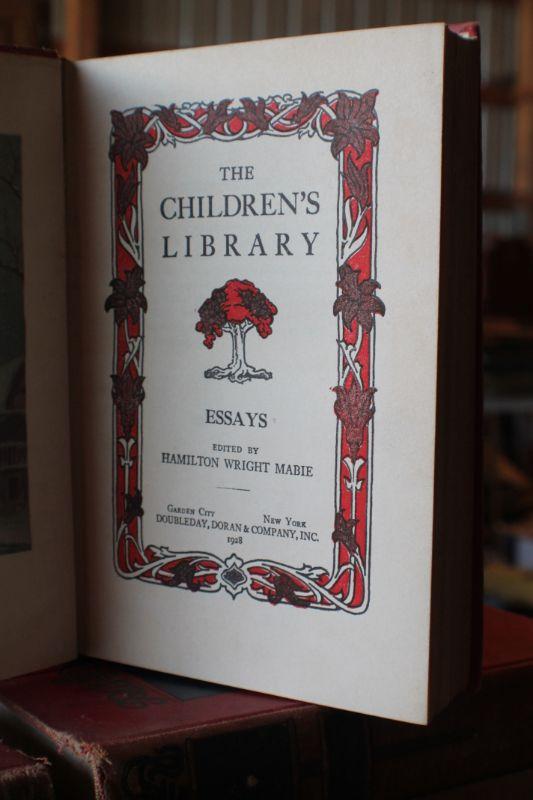 THE
CHILDREN'S
LIBRARY
ESSAYS
EDITED BY
HAMILTON WRIGHT MABIE
GARDEN CITY NEW YORK
DOUBLEDAY, DORAN & COMPANY, INC.
1928